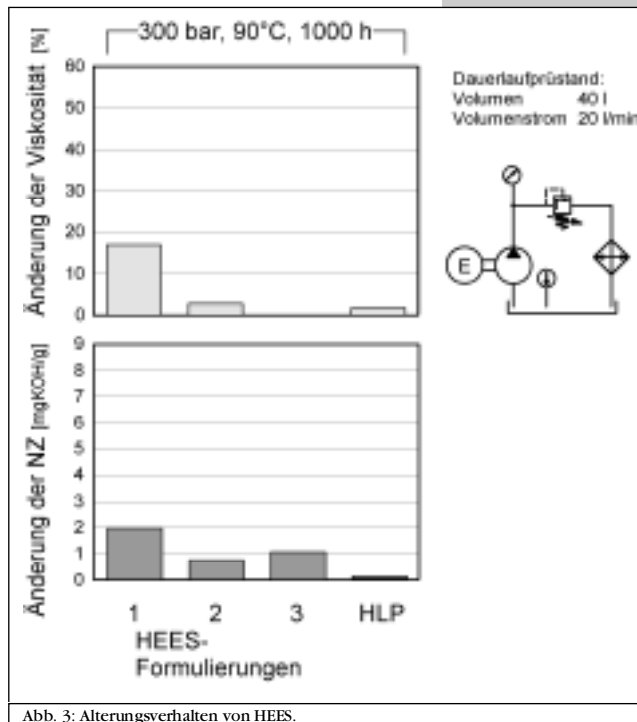 300 bar, 90°C, 1000 h
Änderung der Viskosität [%]
60
50
40
30
20
10
0
Dauerlaufprüstand:
Volumen 40 l
Volumenstrom 20 l/min
E
Änderung der NZ [mgKOH/g]
9
8
7
6
5
4
3
2
1
0
1 2 3 HLP
HEES-
Formulierungen
Abb. 3: Alterungsverhalten von HEES.